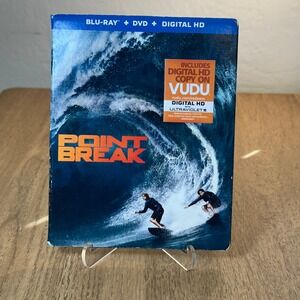 BLU-RAY + DVD + DIGITAL HD
INCLUDES
DIGITAL HD
COPY ON
VUDU
DIGITAL HD
ULTRAVIOLET
POINT
BREAK